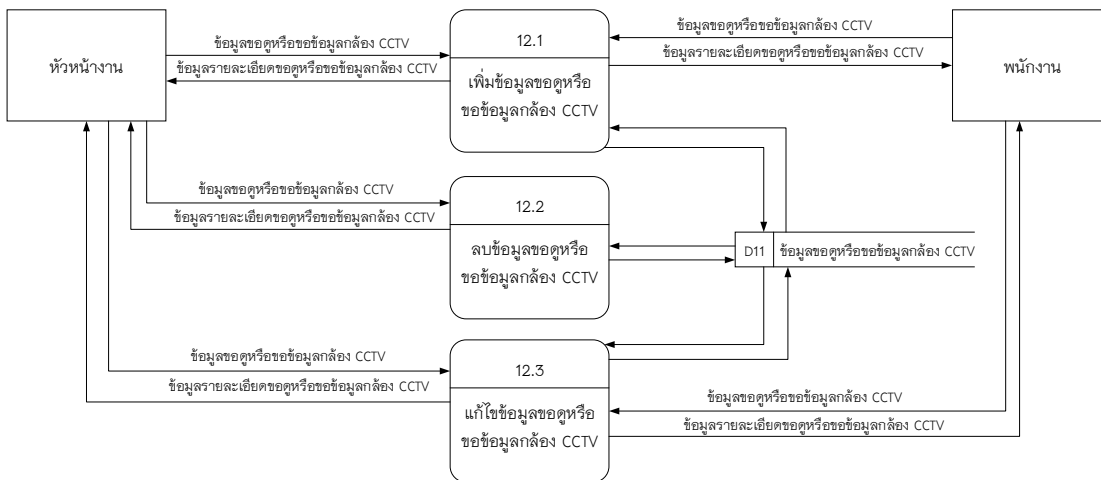 12.1
ข้อมูลขอดูหรือขอข้อมูลกล้อง CCTV
ข้อมูลขอดูหรือขอข้อมูลกล้อง CCTV
หัวหน้างาน
ข้อมูลรายละเอียดขอดูหรือขอข้อมูลกล้อง CCTV
ข้อมูลรายละเอียดขอดูหรือขอข้อมูลกล้อง CCTV
พนักงาน
เพิ่มข้อมูลขอดูหรือ
ขอข้อมูลกล้อง CCTV
ข้อมูลขอดูหรือขอข้อมูลกล้อง CCTV
12.2
ข้อมูลรายละเอียดขอดูหรือขอข้อมูลกล้อง CCTV
ลบข้อมูลขอดูหรือ
ขอข้อมูลกล้อง CCTV
D11
ข้อมูลขอดูหรือขอข้อมูลกล้อง CCTV
ข้อมูลขอดูหรือขอข้อมูลกล้อง CCTV
12.3
ข้อมูลรายละเอียดขอดูหรือขอข้อมูลกล้อง CCTV
แก้ไขข้อมูลขอดูหรือ
ขอข้อมูลกล้อง CCTV
ข้อมูลขอดูหรือขอข้อมูลกล้อง CCTV
ข้อมูลรายละเอียดขอดูหรือขอข้อมูลกล้อง CCTV